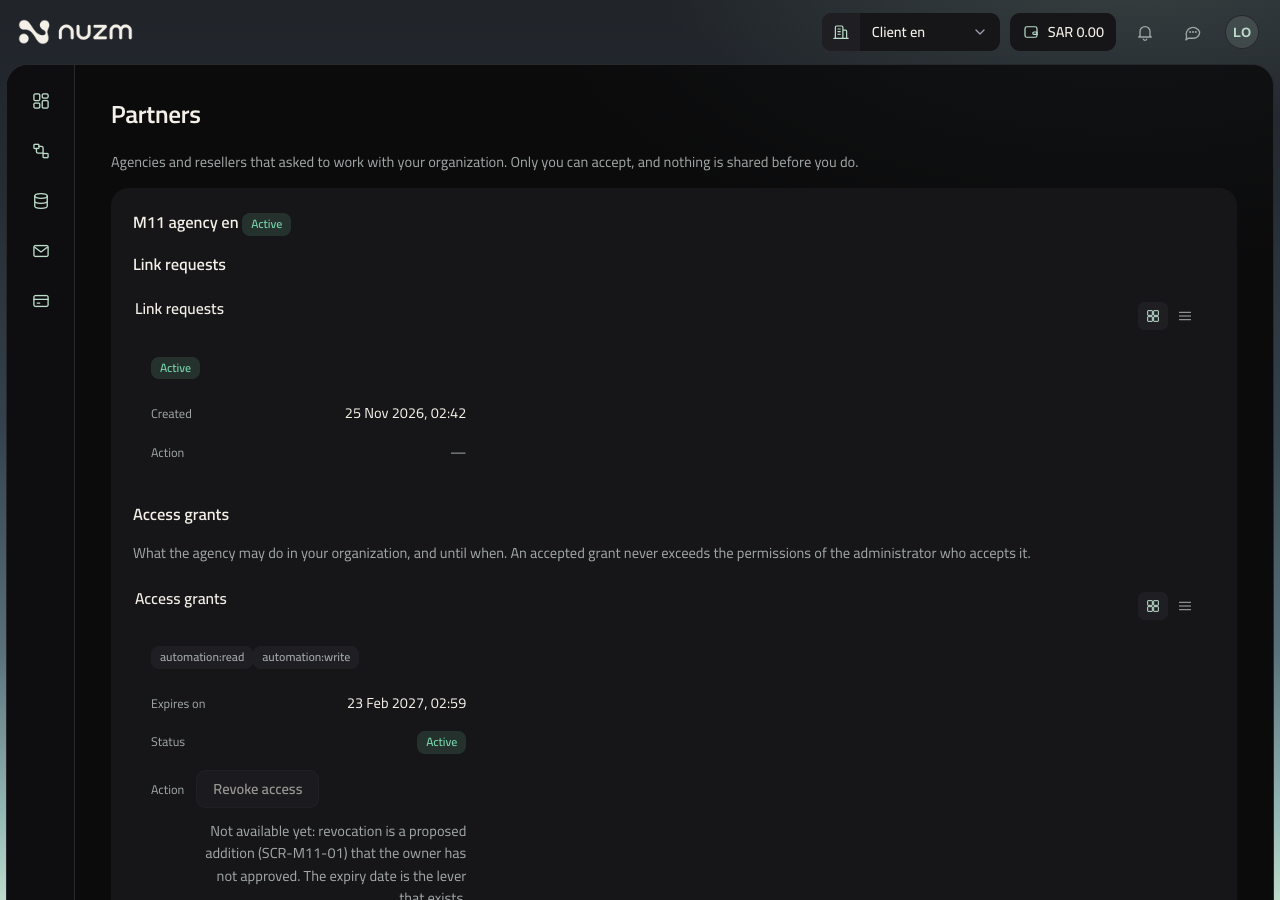 nuzm
Client en
SAR 0.00
LO
Partners
Agencies and resellers that asked to work with your organization. Only you can accept, and nothing is shared before you do.
M11 agency en Active
Link requests
Link requests
Active
Created 25 Nov 2026, 02:42
Action —
Access grants
What the agency may do in your organization, and until when. An accepted grant never exceeds the permissions of the administrator who accepts it.
Access grants
automation:read automation:write
Expires on 23 Feb 2027, 02:59
Status Active
Action Revoke access
Not available yet: revocation is a proposed
addition (SCR-M11-01) that the owner has
not approved. The expiry date is the lever
that exists.